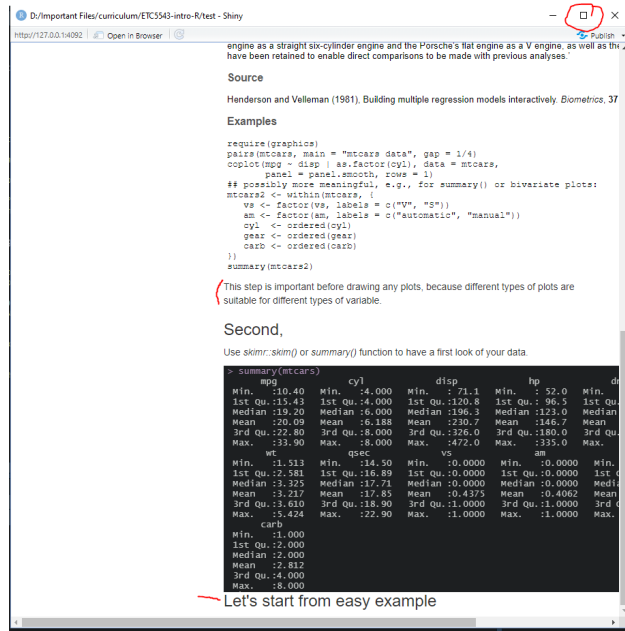 D:/Important Files/curriculum/ETC5543-intro-R/test - Shiny
http://127.0.0.1:4092 Open in Browser Publish
engine as a straight six-cylinder engine and the Porsche's flat engine as a V engine, as well as the
have been retained to enable direct comparisons to be made with previous analyses.'
Source
Henderson and Velleman (1981), Building multiple regression models interactively. Biometrics, 37
Examples
require(graphics)
pairs(mtcars, main = "mtcars data", gap = 1/4)
coplot(mpg ~ disp | as.factor(cyl), data = mtcars,
panel = panel.smooth, rows = 1)
## possibly more meaningful, e.g., for summary() or bivariate plots:
mtcars2 <- within(mtcars, {
vs <- factor(vs, labels = c("V", "S"))
am <- factor(am, labels = c("automatic", "manual"))
cyl <- ordered(cyl)
gear <- ordered(gear)
carb <- ordered(carb)
})
summary(mtcars2)
This step is important before drawing any plots, because different types of plots are
suitable for different types of variable.
Second,
Use skimr::skim() or summary() function to have a first look of your data.
> summary(mtcars)
mpg cyl disp hp
Min. :10.40 Min. :4.000 Min. : 71.1 Min. : 52.0 Min.
1st Qu.:15.43 1st Qu.:4.000 1st Qu.:120.8 1st Qu.: 96.5 1st Qu.
Median :19.20 Median :6.000 Median :196.3 Median :123.0 Median
Mean :20.09 Mean :6.188 Mean :230.7 Mean :146.7 Mean
3rd Qu.:22.80 3rd Qu.:8.000 3rd Qu.:326.0 3rd Qu.:180.0 3rd Qu.
Max. :33.90 Max. :8.000 Max. :472.0 Max. :335.0 Max.
wt qsec vs am
Min. :1.513 Min. :14.50 Min. :0.0000 Min. :0.0000 Min.
1st Qu.:2.581 1st Qu.:16.89 1st Qu.:0.0000 1st Qu.:0.0000 1st
Median :3.325 Median :17.71 Median :0.0000 Median :0.0000
Mean :3.217 Mean :17.85 Mean :0.4375 Mean :0.4062 Mean
3rd Qu.:3.610 3rd Qu.:18.90 3rd Qu.:1.0000 3rd Qu.:1.0000 3rd
Max. :5.424 Max. :22.90 Max. :1.0000 Max. :1.0000 Max.
carb
Min. :1.000
1st Qu.:2.000
Median :2.000
Mean :2.812
3rd Qu.:4.000
Max. :8.000
Let's start from easy example